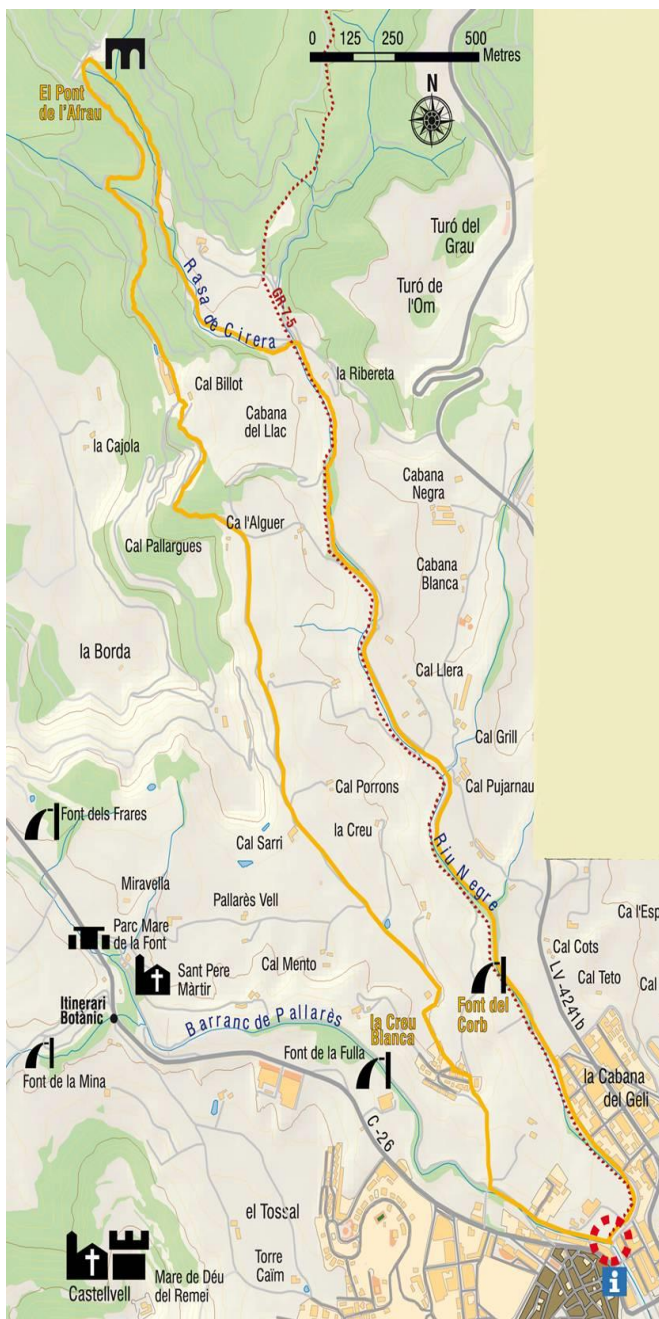 0 125 250 500
Metres
N
El Pont
de l'Afrau
Turó del
Grau
Turó de
l'Om
Rasa de Cirera
GR-7-5
la Ribereta
Cal Billot
Cabana
del Llac
la Cajola
Cabana
Negra
Ca l'Alguer
Cal Pallargues
Cabana
Blanca
la Borda
Cal Llera
Cal Grill
Cal Porrons
Cal Pujarnau
Font dels Frares
la Creu
Cal Sarri
Riu Negre
Miravella
Pallarès Vell
Ca l'Esp
Parc Mare
de la Font
Cal Cots
Cal Mento
Sant Pere
Màrtir
Cal Teto
Cal
LV-4241b
Font del
Corb
Itinerari
Botànic
Barranc de Pallarès
la Creu
Blanca
Font de la Fulla
Font de la Mina
la Cabana
del Geli
C-26
el Tossal
Torre
Caïm
Castellvell
Mare de Déu
del Remei
i